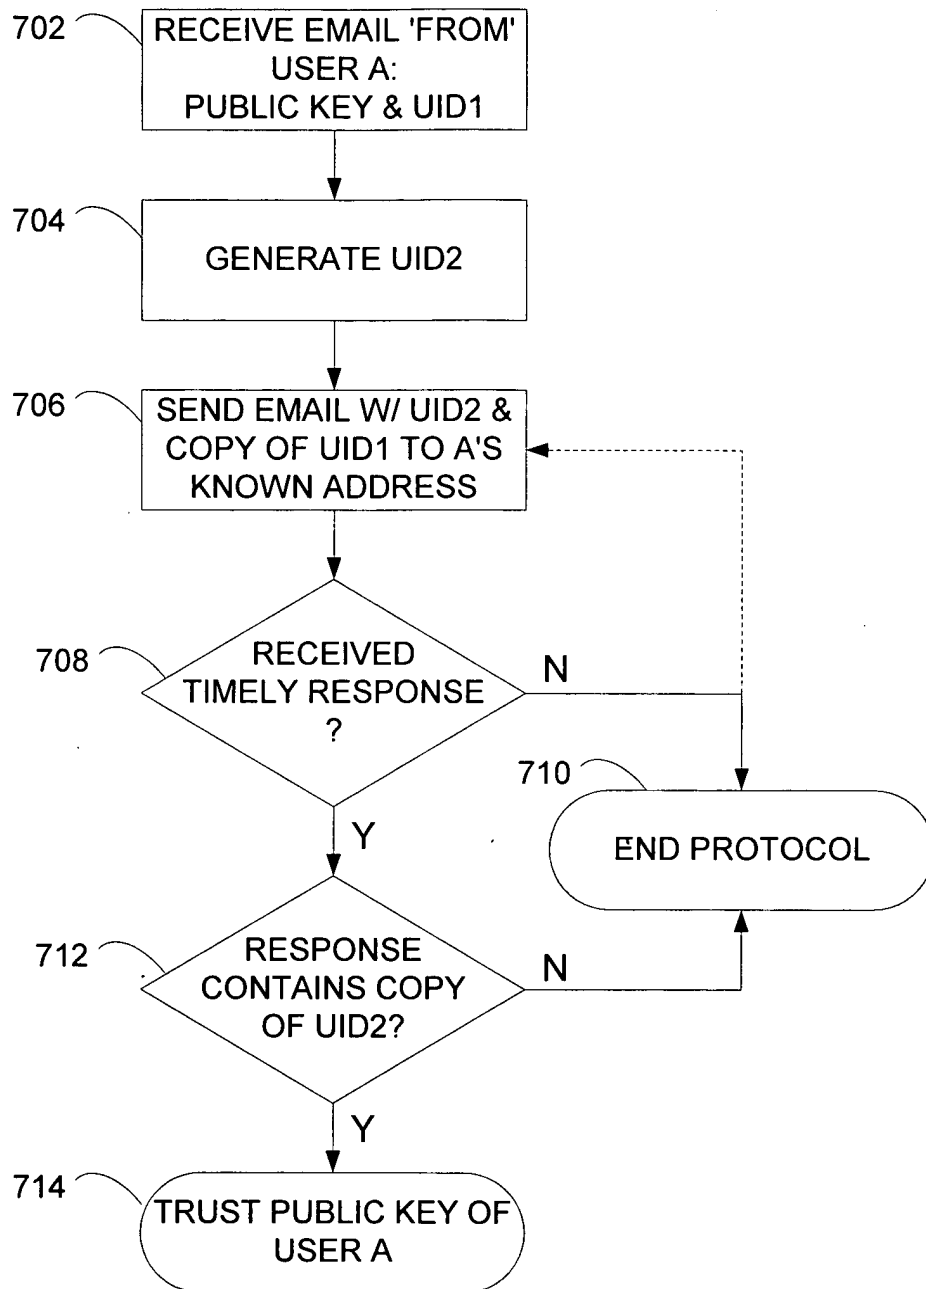 702
RECEIVE EMAIL 'FROM'
USER A:
PUBLIC KEY & UID1
704
GENERATE UID2
706
SEND EMAIL W/ UID2 &
COPY OF UID1 TO A'S
KNOWN ADDRESS
708
RECEIVED
TIMELY RESPONSE
?
N
710
END PROTOCOL
Y
712
RESPONSE
CONTAINS COPY
OF UID2?
N
Y
714
TRUST PUBLIC KEY OF
USER A